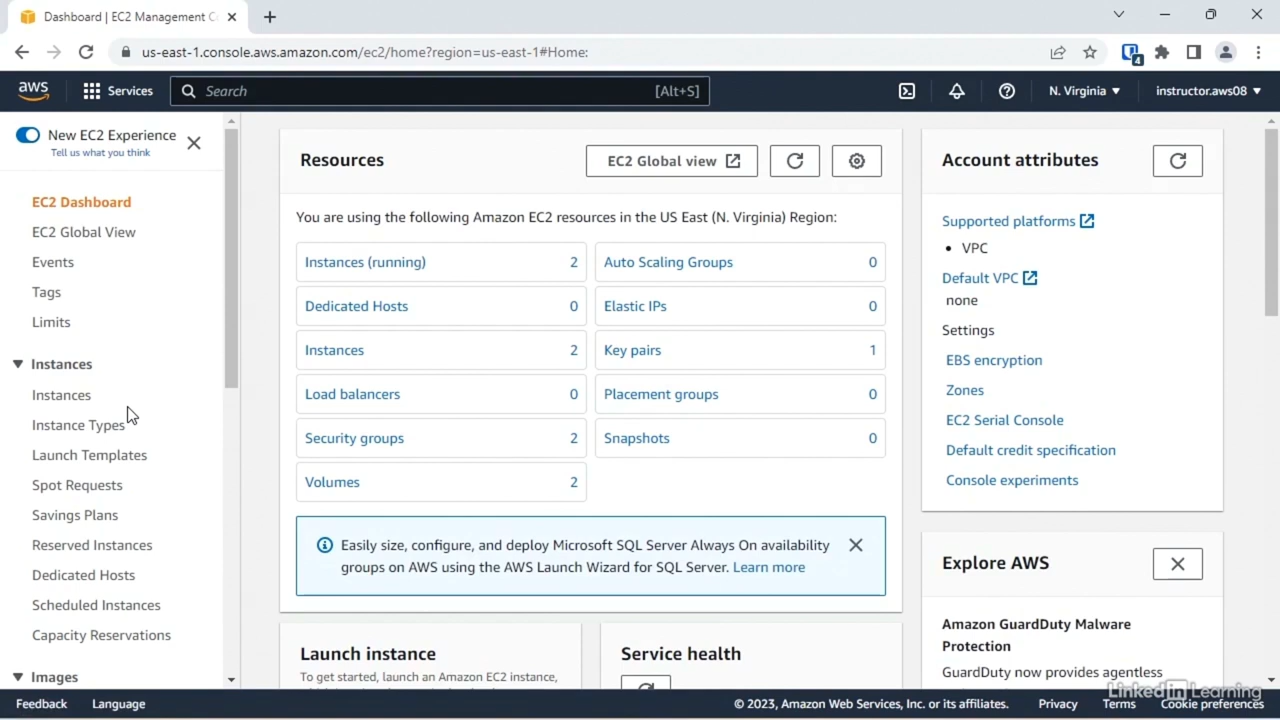 Dashboard | EC2 Management C
us-east-1.console.aws.amazon.com/ec2/home?region=us-east-1#Home:
4
aws
Services
Search
[Alt+S]
N. Virginia
instructor.aws08
New EC2 Experience
Tell us what you think
EC2 Dashboard
EC2 Global View
Events
Tags
Limits
Instances
Instances
Instance Types
Launch Templates
Spot Requests
Savings Plans
Reserved Instances
Dedicated Hosts
Scheduled Instances
Capacity Reservations
Images
Resources
EC2 Global view
You are using the following Amazon EC2 resources in the US East (N. Virginia) Region:
Instances (running) 2
Auto Scaling Groups 0
Dedicated Hosts 0
Elastic IPs 0
Instances 2
Key pairs 1
Load balancers 0
Placement groups 0
Security groups 2
Snapshots 0
Volumes 2
Easily size, configure, and deploy Microsoft SQL Server Always On availability
groups on AWS using the AWS Launch Wizard for SQL Server. Learn more
Launch instance
To get started, launch an Amazon EC2 instance,
Service health
Account attributes
Supported platforms
• VPC
Default VPC
none
Settings
EBS encryption
Zones
EC2 Serial Console
Default credit specification
Console experiments
Explore AWS
Amazon GuardDuty Malware
Protection
GuardDuty now provides agentless
LinkedIn Learning
Feedback
Language
© 2023, Amazon Web Services, Inc. or its affiliates.
Privacy
Terms
Cookie preferences